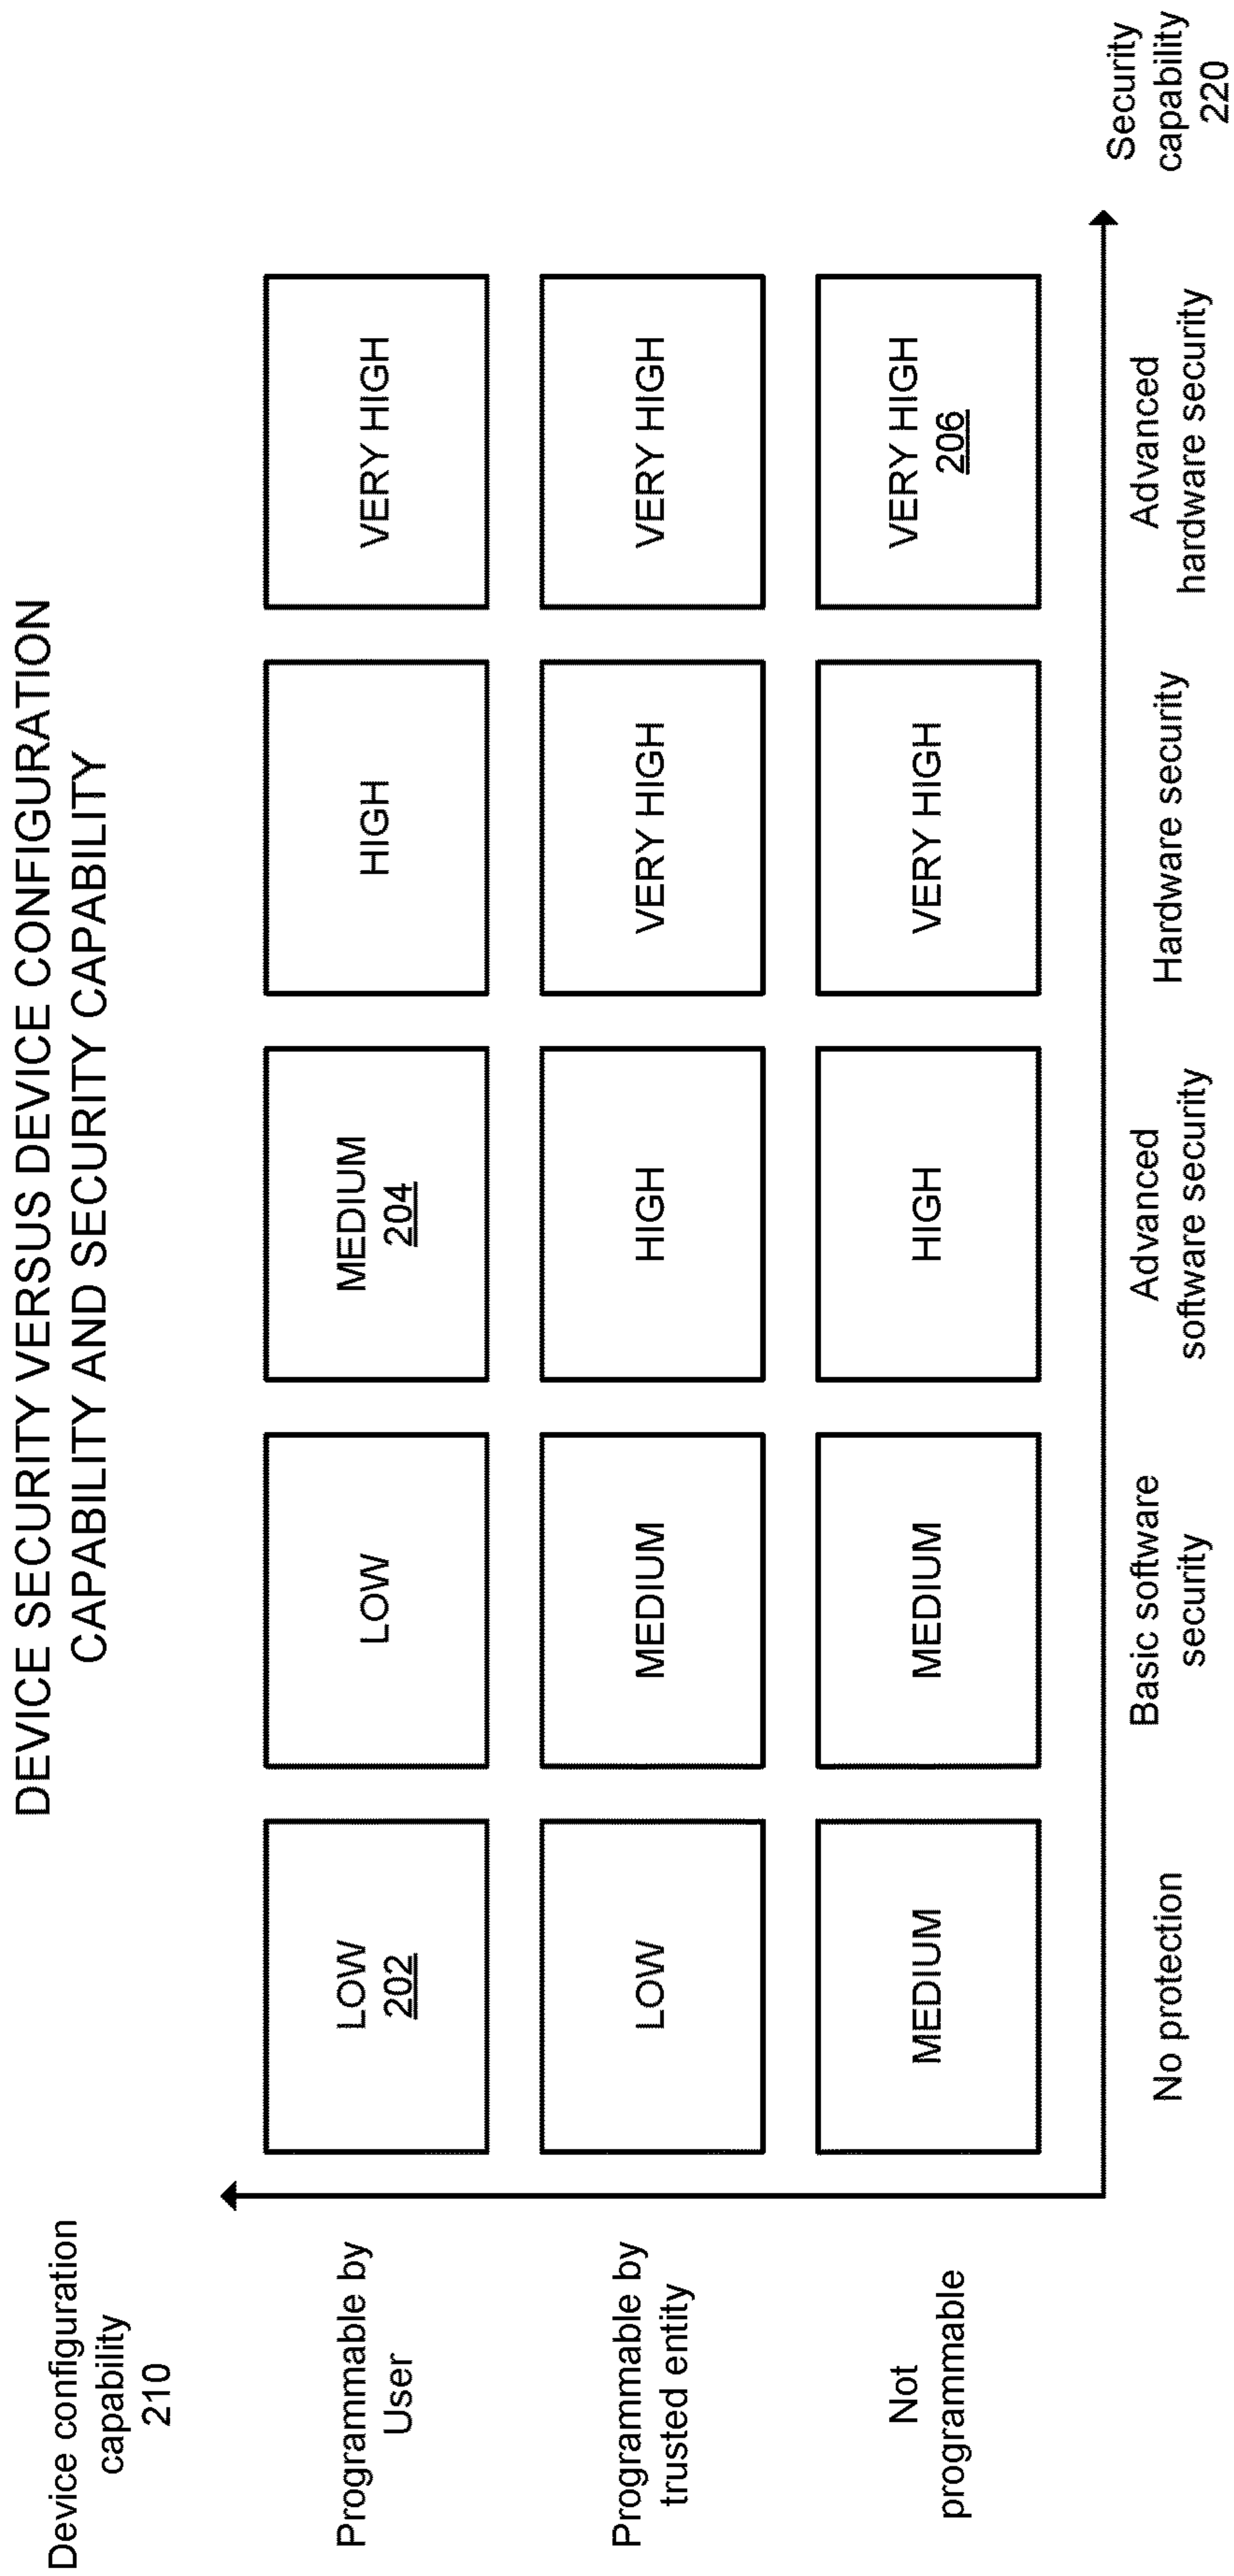 DEVICE SECURITY VERSUS DEVICE CONFIGURATION
CAPABILITY AND SECURITY CAPABILITY
Device configuration
capability
210
Programmable by
User
LOW
202
LOW
MEDIUM
204
HIGH
VERY HIGH
Programmable by
trusted entity
LOW
MEDIUM
HIGH
VERY HIGH
VERY HIGH
Not
programmable
MEDIUM
MEDIUM
HIGH
VERY HIGH
VERY HIGH
206
No protection
Basic software
security
Advanced
software security
Hardware security
Advanced
hardware security
Security
capability
220